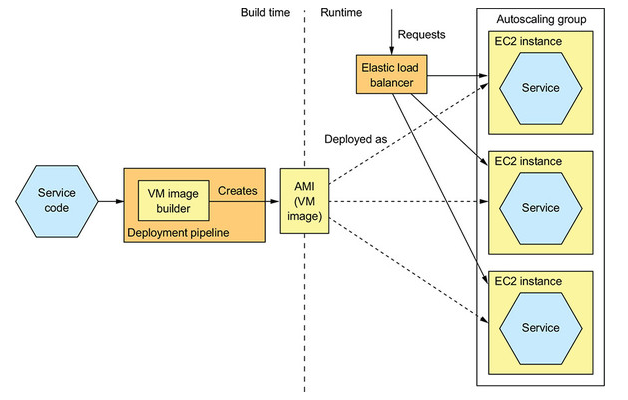 Build time
Runtime
Requests
Autoscaling group
EC2 instance
Service
Elastic load
balancer
Deployed as
EC2 instance
Service
Service
code
VM image
builder
Creates
Deployment pipeline
AMI
(VM
image)
EC2 instance
Service